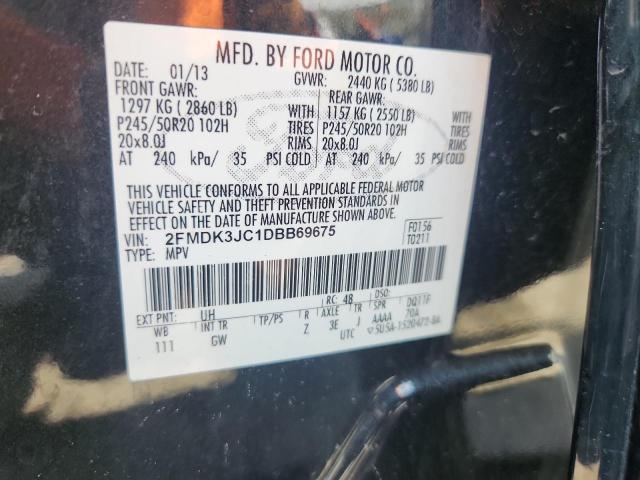 MFD. BY FORD MOTOR CO.
DATE: 01/13 GVWR: 2440 KG ( 5380 LB)
FRONT GAWR: REAR GAWR:
1297 KG ( 2860 LB) WITH 1157 KG ( 2550 LB) WITH
P245/50R20 102H TIRES P245/50R20 102H TIRES
20x8.0J RIMS 20x8.0J RIMS
AT 240 kPa/ 35 PSI COLD AT 240 kPa/ 35 PSI COLD
Ford
THIS VEHICLE CONFORMS TO ALL APPLICABLE FEDERAL MOTOR
VEHICLE SAFETY AND THEFT PREVENTION STANDARDS IN
EFFECT ON THE DATE OF MANUFACTURE SHOWN ABOVE.
VIN: 2FMDK3JC1DBB69675 F0156
TYPE: MPV T0211
EXT PNT: UH RC: 48 DSO:
WB INT TR TP/PS R AXLE TR SPR DQ11F
111 GW Z 3E J AAAA 70A
UTC